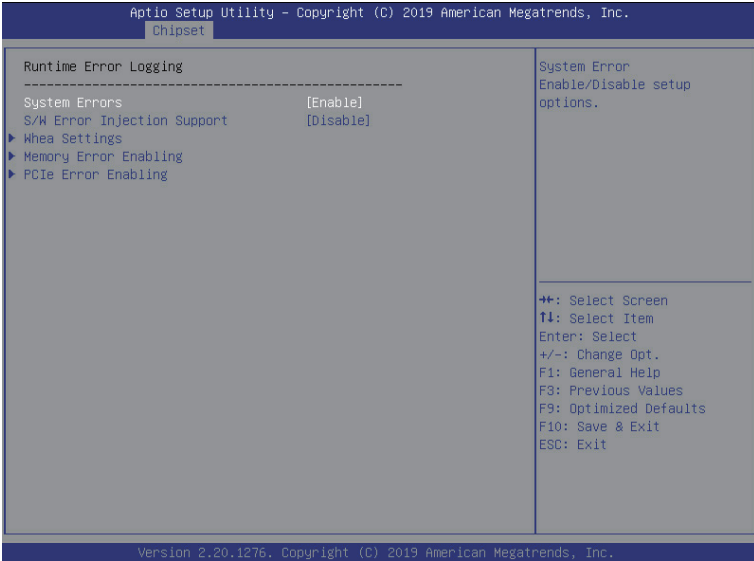 Aptio Setup Utility – Copyright (C) 2019 American Megatrends, Inc.
Chipset
Runtime Error Logging
--------------------------------------------------
System Errors [Enable]
S/W Error Injection Support [Disable]
▶ Whea Settings
▶ Memory Error Enabling
▶ PCIe Error Enabling
System Error
Enable/Disable setup
options.
→←: Select Screen
↑↓: Select Item
Enter: Select
+/-: Change Opt.
F1: General Help
F3: Previous Values
F9: Optimized Defaults
F10: Save & Exit
ESC: Exit
Version 2.20.1276. Copyright (C) 2019 American Megatrends, Inc.